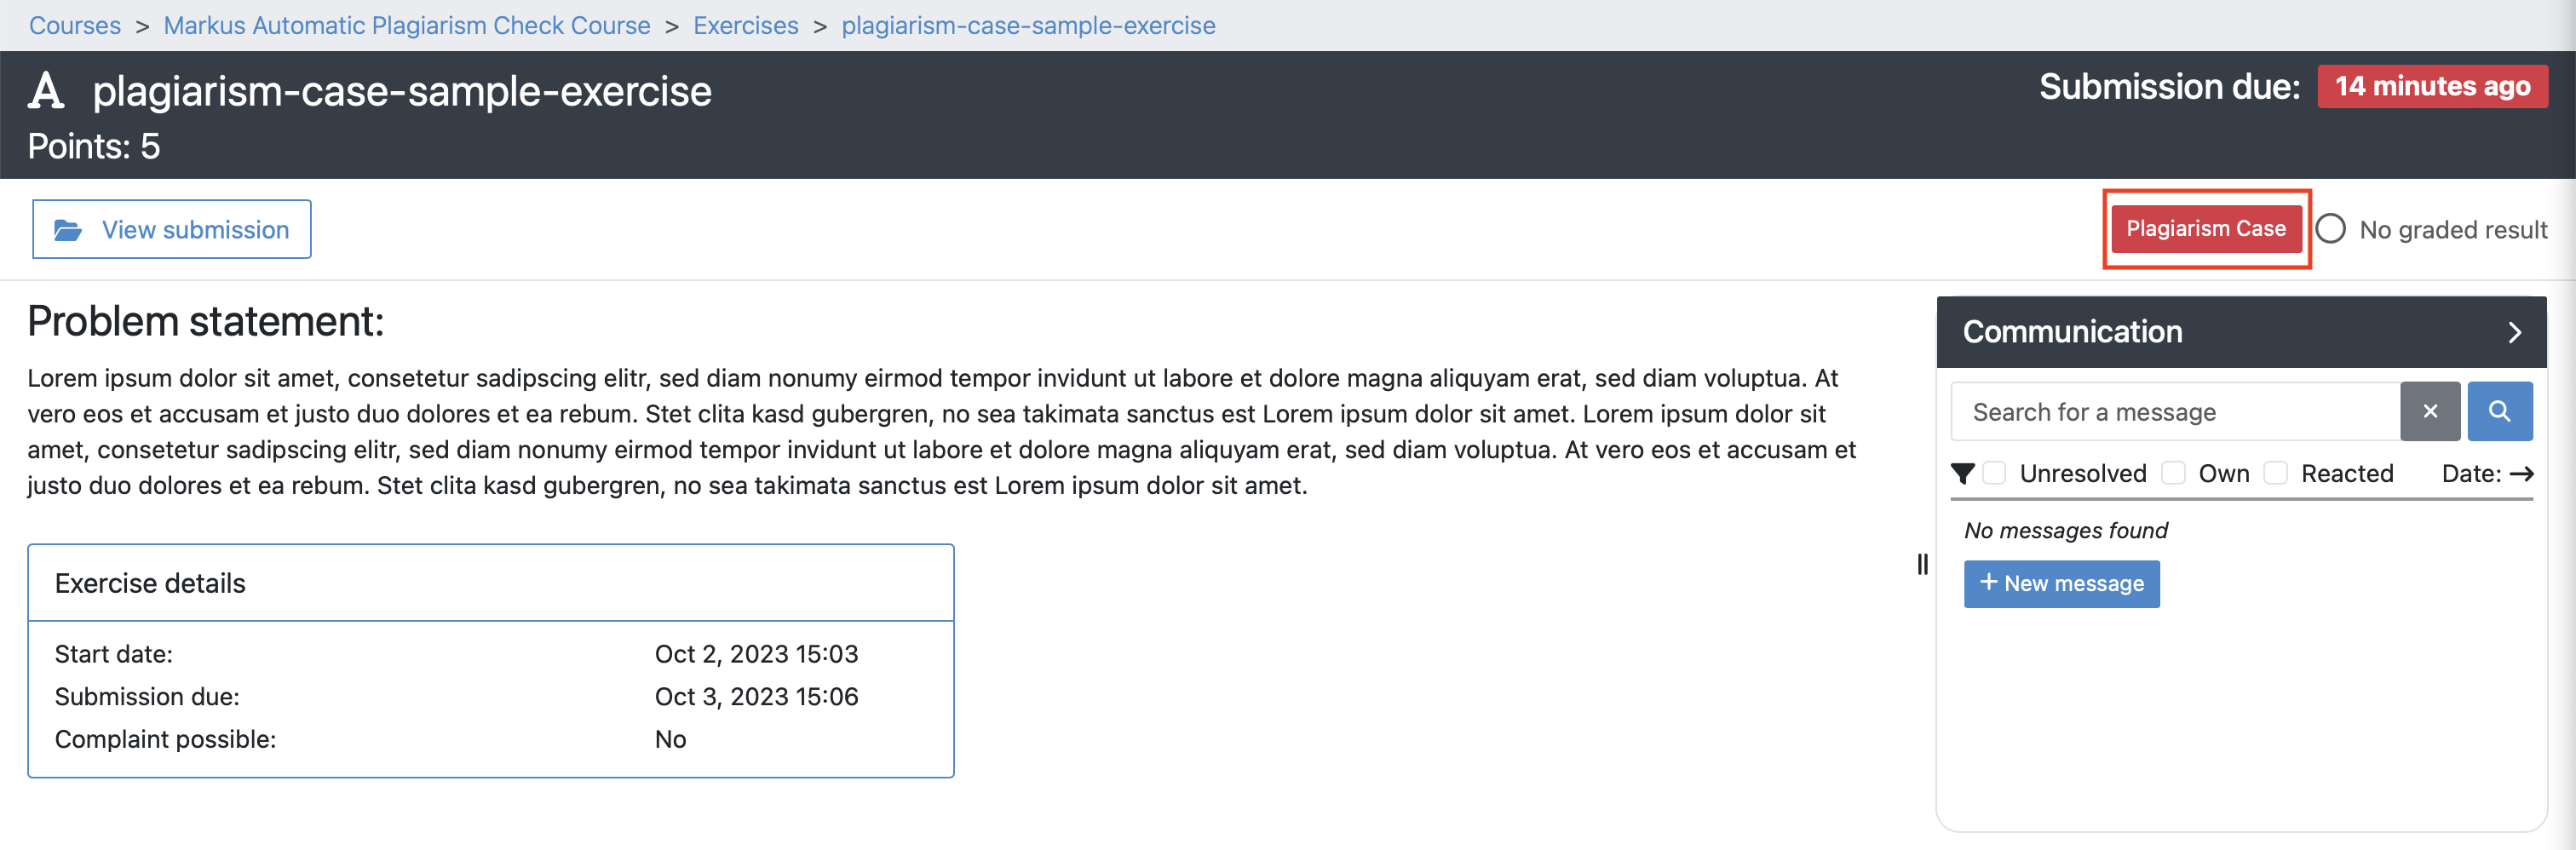 Courses > Markus Automatic Plagiarism Check Course > Exercises > plagiarism-case-sample-exercise
plagiarism-case-sample-exercise
Submission due: 14 minutes ago
Points: 5
View submission
Plagiarism Case
No graded result
Problem statement:
Lorem ipsum dolor sit amet, consetetur sadipscing elitr, sed diam nonumy eirmod tempor invidunt ut labore et dolore magna aliquyam erat, sed diam voluptua. At
vero eos et accusam et justo duo dolores et ea rebum. Stet clita kasd gubergren, no sea takimata sanctus est Lorem ipsum dolor sit amet. Lorem ipsum dolor sit
amet, consetetur sadipscing elitr, sed diam nonumy eirmod tempor invidunt ut labore et dolore magna aliquyam erat, sed diam voluptua. At vero eos et accusam et
justo duo dolores et ea rebum. Stet clita kasd gubergren, no sea takimata sanctus est Lorem ipsum dolor sit amet.
Exercise details
Start date: Oct 2, 2023 15:03
Submission due: Oct 3, 2023 15:06
Complaint possible: No
Communication
Search for a message
Unresolved Own Reacted Date: →
No messages found
+ New message